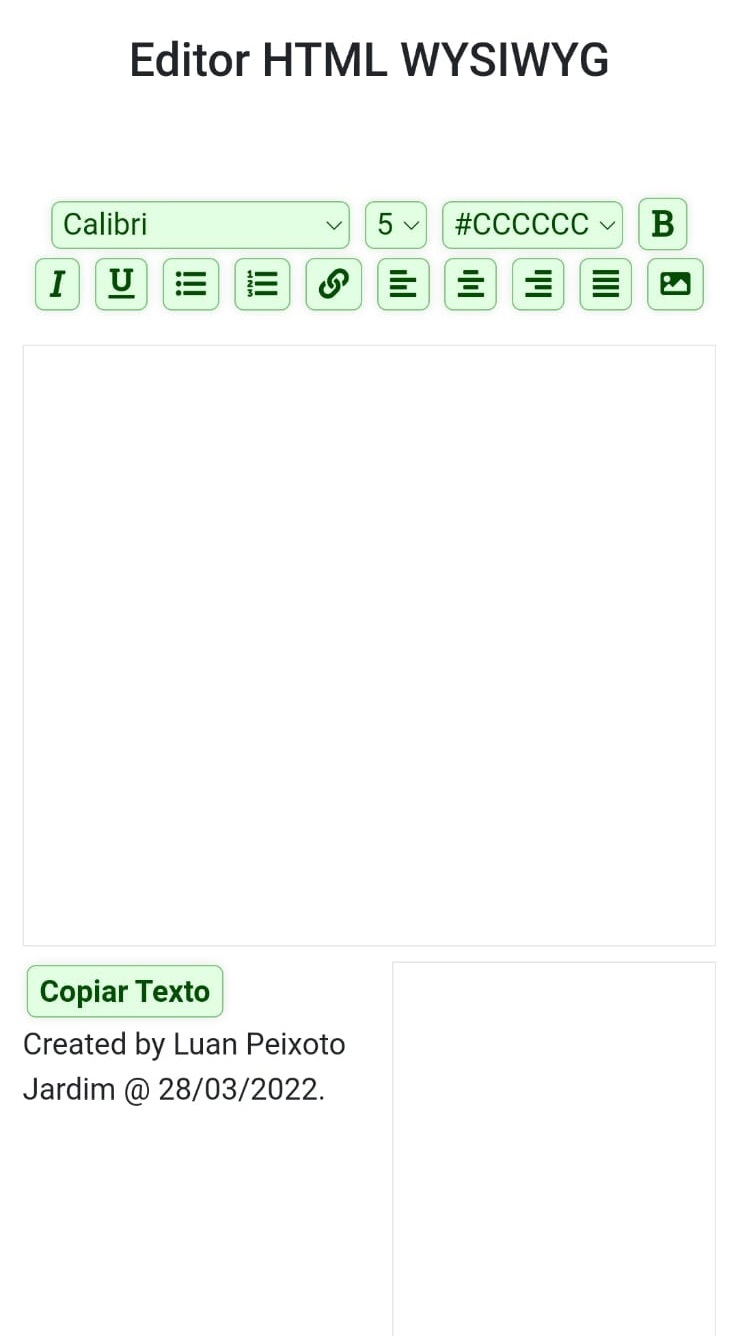 Editor HTML WYSIWYG
Calibri 5 #CCCCCC B
I U
Copiar Texto
Created by Luan Peixoto
Jardim @ 28/03/2022.